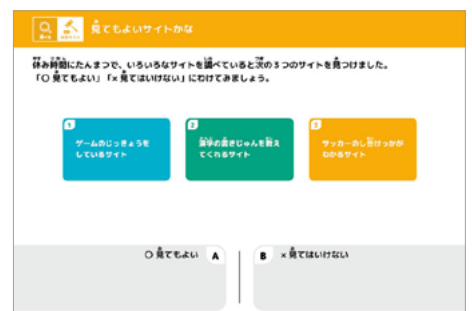 見てもよいサイトかな
休み時間にたんまつで、いろいろなサイトを調べていると次の3つのサイトを見つけました。
「○ 見てもよい」「× 見てはいけない」にわけてみましょう。
1
ゲームのじっきょうを
しているサイト
2
漢字の書きじゅんを教え
てくれるサイト
3
サッカーのし合けっかが
わかるサイト
○ 見てもよい A
B × 見てはいけない